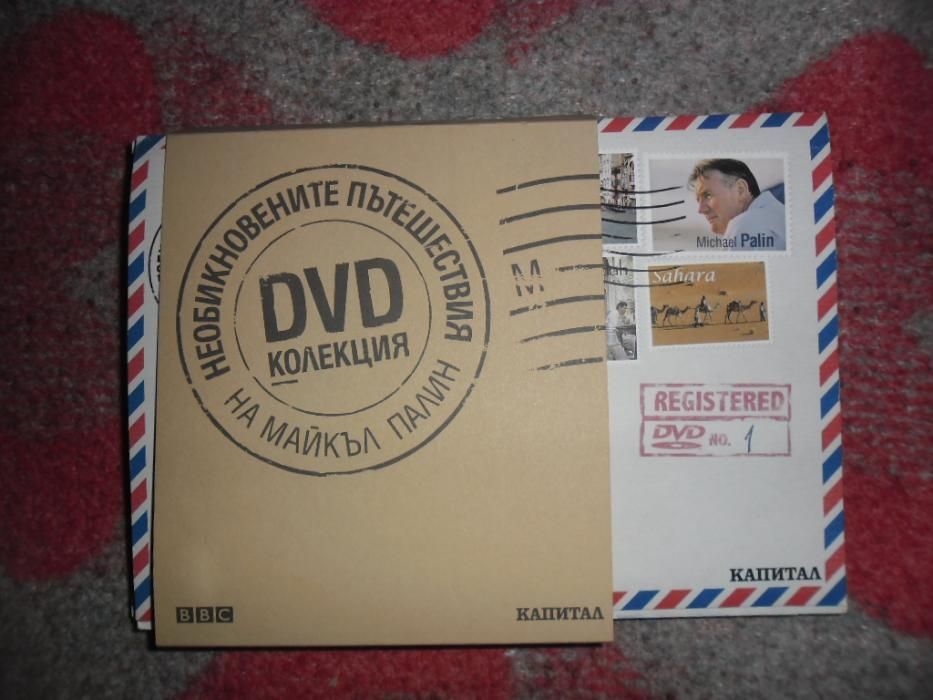 НЕОБИКНОВЕНИТЕ ПЪТЕШЕСТВИЯ
DVD
КОЛЕКЦИЯ
НА МАЙКЪЛ ПАЛИН
M
BBC
КАПИТАЛ
Michael Palin
Sahara
REGISTERED
DVD NO. 1
КАПИТАЛ